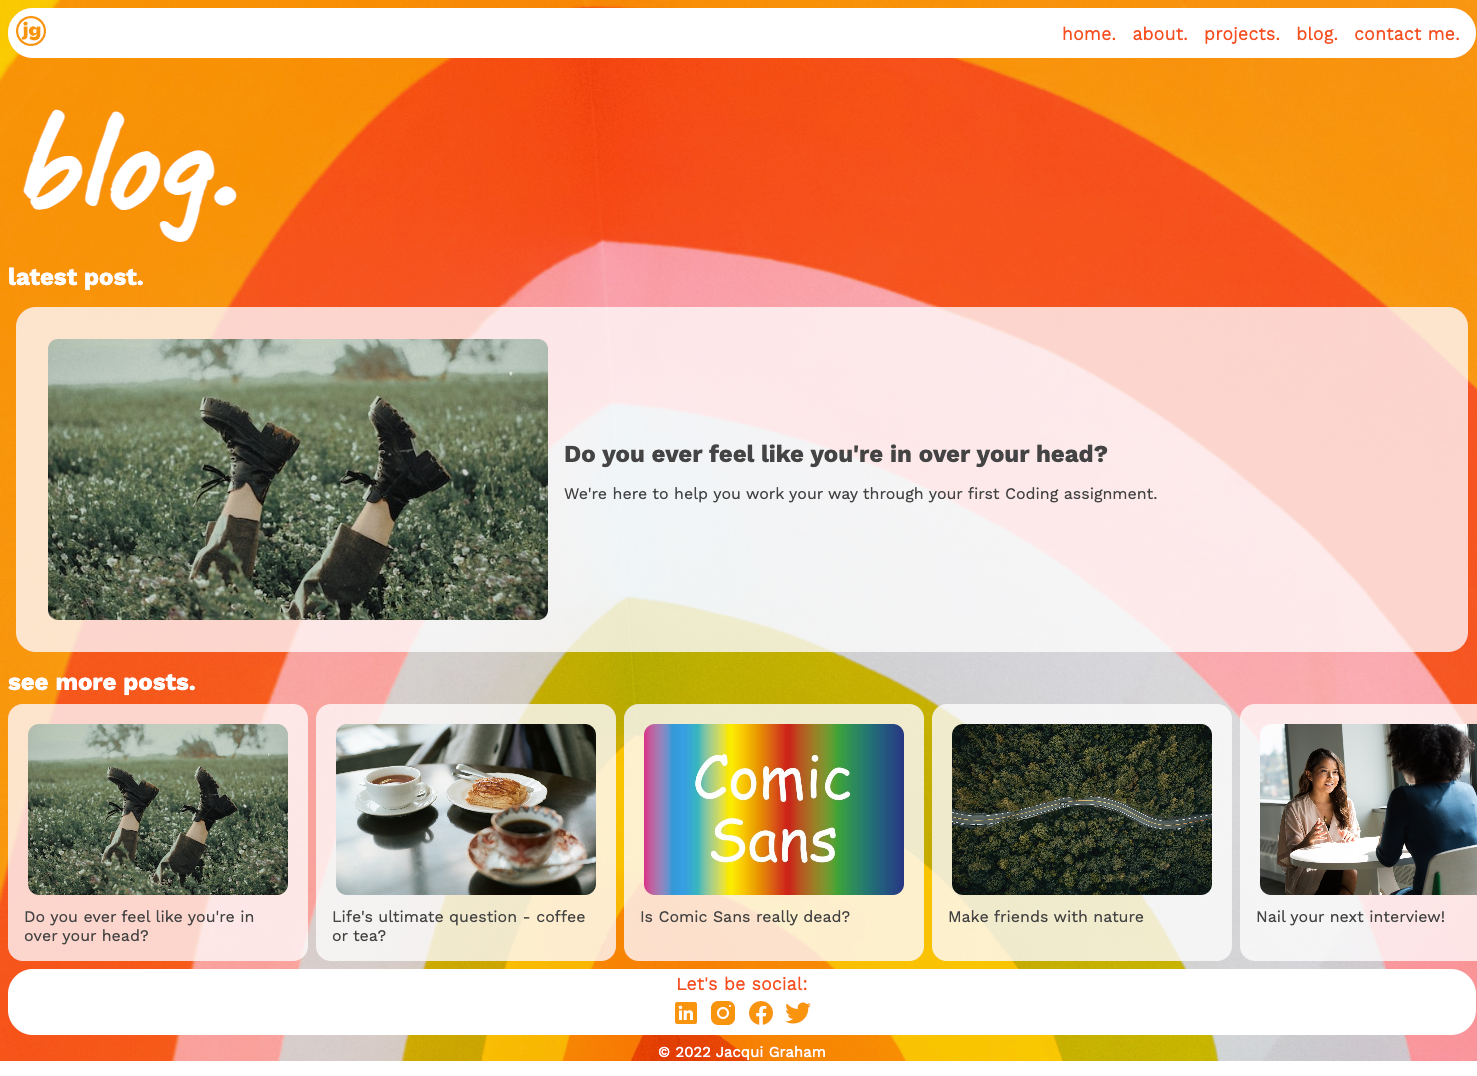 jg
home. about. projects. blog. contact me.
blog.
latest post.
Do you ever feel like you're in over your head?
We're here to help you work your way through your first Coding assignment.
see more posts.
Do you ever feel like you're in
over your head?
Life's ultimate question - coffee
or tea?
Comic
Sans
Is Comic Sans really dead?
Make friends with nature
Nail your next interview!
Let's be social:
in
© 2022 Jacqui Graham